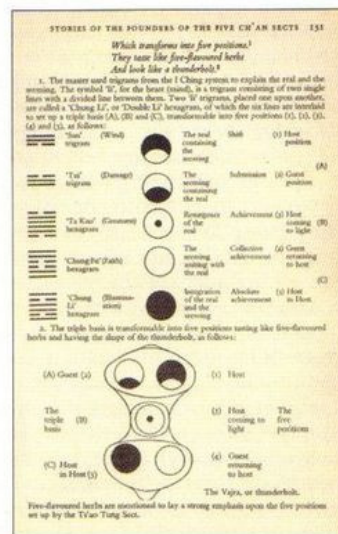 STORIES OF THE FOUNDERS OF THE FIVE CH'AN SECTS 151
Which transforms into five positions.¹
They taste like five-flavoured herbs
And look like a thunderbolt.²
1. The master used trigrams from the I Ching to explain the real and the
seeming. The symbol 'li', for the heart (mind), is a trigram consisting of two single
lines with a divided line between them. Two 'li' trigrams, placed one upon another,
are called a 'Chung Li', or 'Double Li' hexagram, of which the six lines are interlaid
to set up a triple basis (A), (B) and (C), transformable into five positions (1), (2), (3),
(4) and (5), as follows:
'Sun' (Wind)
trigram
The real
containing
the
seeming
Shift
(1) Host
position
(A)
'Tui' (Damage)
trigram
The
seeming
containing
the real
Submission
(2) Guest
position
'Ta Kuo'
hexagram
Resurgence
of the
real
Achievement
(3) Host
coming
to light
(B)
'Chung Fu' (Faith)
hexagram
The
seeming
uniting with
the real
Collective
achievement
(4) Guest
returning
to host
(C)
'Chung Li' (Illumination)
hexagram
Integration
of the real
and the
seeming
Absolute
achievement
(5) Host
in Host
2. The triple basis is transformable into five positions tasting like five-flavoured
herbs and having the shape of the thunderbolt, as follows:
(A) Guest (2)
(1) Host
The
triple
basis
(B)
(3) Host
coming to
light
The
five
positions
(C) Host
in Host (5)
(4) Guest
returning
to host
The Vajra, or thunderbolt.
Five-flavoured herbs are mentioned to lay a strong emphasis upon the five positions
set up by the Ts'ao Tung Sect.